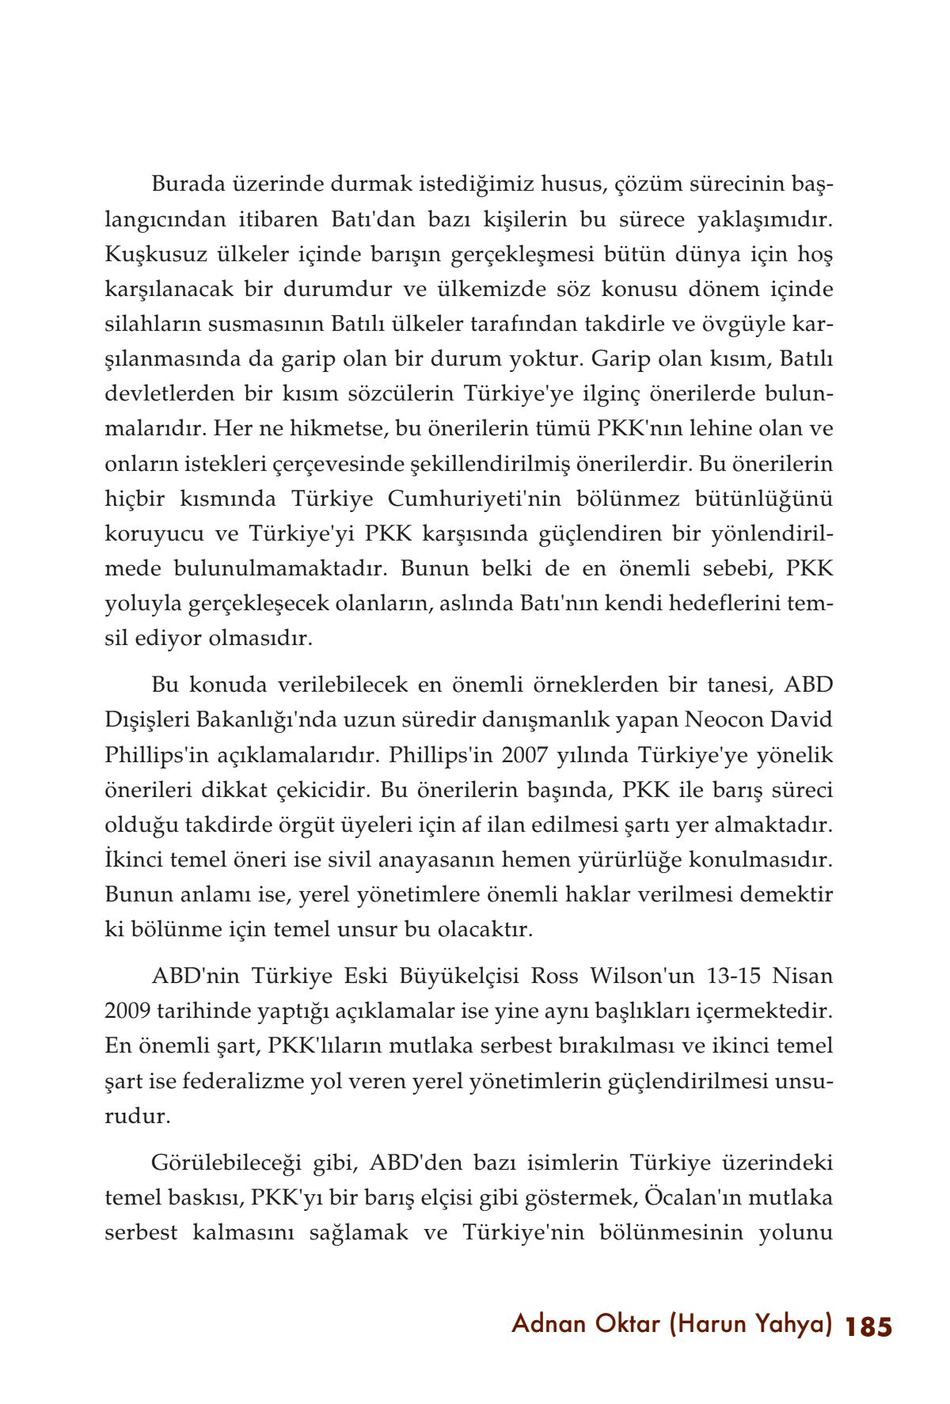 Burada üzerinde durmak istediğimiz husus, çözüm sürecinin baş-
langıcından itibaren Batı'dan bazı kişilerin bu sürece yaklaşımıdır.
Kuşkusuz ülkeler içinde barışın gerçekleşmesi bütün dünya için hoş
karşılanacak bir durumdur ve ülkemizde söz konusu dönem içinde
silahların susmasının Batılı ülkeler tarafından takdirle ve övgüyle kar-
şılanmasında da garip olan bir durum yoktur. Garip olan kısım, Batılı
devletlerden bir kısım sözcülerin Türkiye'ye ilginç önerilerde bulun-
malarıdır. Her ne hikmetse, bu önerilerin tümü PKK'nın lehine olan ve
onların istekleri çerçevesinde şekillendirilmiş önerilerdir. Bu önerilerin
hiçbir kısmında Türkiye Cumhuriyeti'nin bölünmez bütünlüğünü
koruyucu ve Türkiye'yi PKK karşısında güçlendiren bir yönlendiril-
mede bulunulmamaktadır. Bunun belki de en önemli sebebi, PKK
yoluyla gerçekleşecek olanların, aslında Batı'nın kendi hedeflerini tem-
sil ediyor olmasıdır.
Bu konuda verilebilecek en önemli örneklerden bir tanesi, ABD
Dışişleri Bakanlığı'nda uzun süredir danışmanlık yapan Neocon David
Phillips'in açıklamalarıdır. Phillips'in 2007 yılında Türkiye'ye yönelik
önerileri dikkat çekicidir. Bu önerilerin başında, PKK ile barış süreci
olduğu takdirde örgüt üyeleri için af ilan edilmesi şartı yer almaktadır.
İkinci temel öneri ise sivil anayasanın hemen yürürlüğe konulmasıdır.
Bunun anlamı ise, yerel yönetimlere önemli haklar verilmesi demektir
ki bölünme için temel unsur bu olacaktır.
ABD'nin Türkiye Eski Büyükelçisi Ross Wilson'un 13-15 Nisan
2009 tarihinde yaptığı açıklamalar ise yine aynı başlıkları içermektedir.
En önemli şart, PKK'lıların mutlaka serbest bırakılması ve ikinci temel
şart ise federalizme yol veren yerel yönetimlerin güçlendirilmesi unsu-
rudur.
Görülebileceği gibi, ABD'den bazı isimlerin Türkiye üzerindeki
temel baskısı, PKK'yı bir barış elçisi gibi göstermek, Öcalan'ın mutlaka
serbest kalmasını sağlamak ve Türkiye'nin bölünmesinin yolunu
Adnan Oktar (Harun Yahya) 185